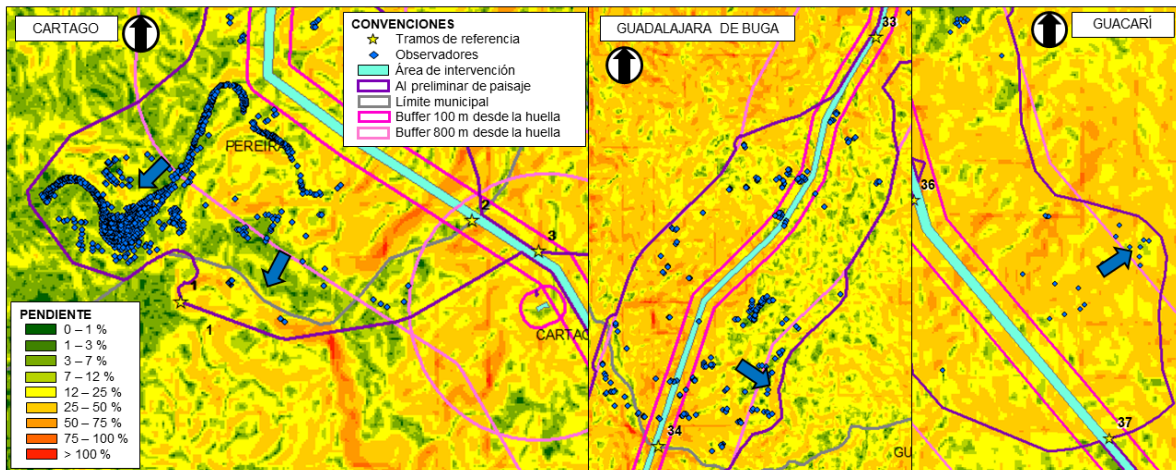 CARTAGO
CONVENCIONES
Tramos de referencia
Observadores
Área de intervención
AI preliminar de paisaje
Límite municipal
Buffer 100 m desde la huella
Buffer 800 m desde la huella
PEREIRA
2
3
1
1
CARTAG
PENDIENTE
0 – 1 %
1 – 3 %
3 – 7 %
7 – 12 %
12 – 25 %
25 – 50 %
50 – 75 %
75 – 100 %
> 100 %
GUADALAJARA DE BUGA
33
34
GU
GUACARÍ
36
37